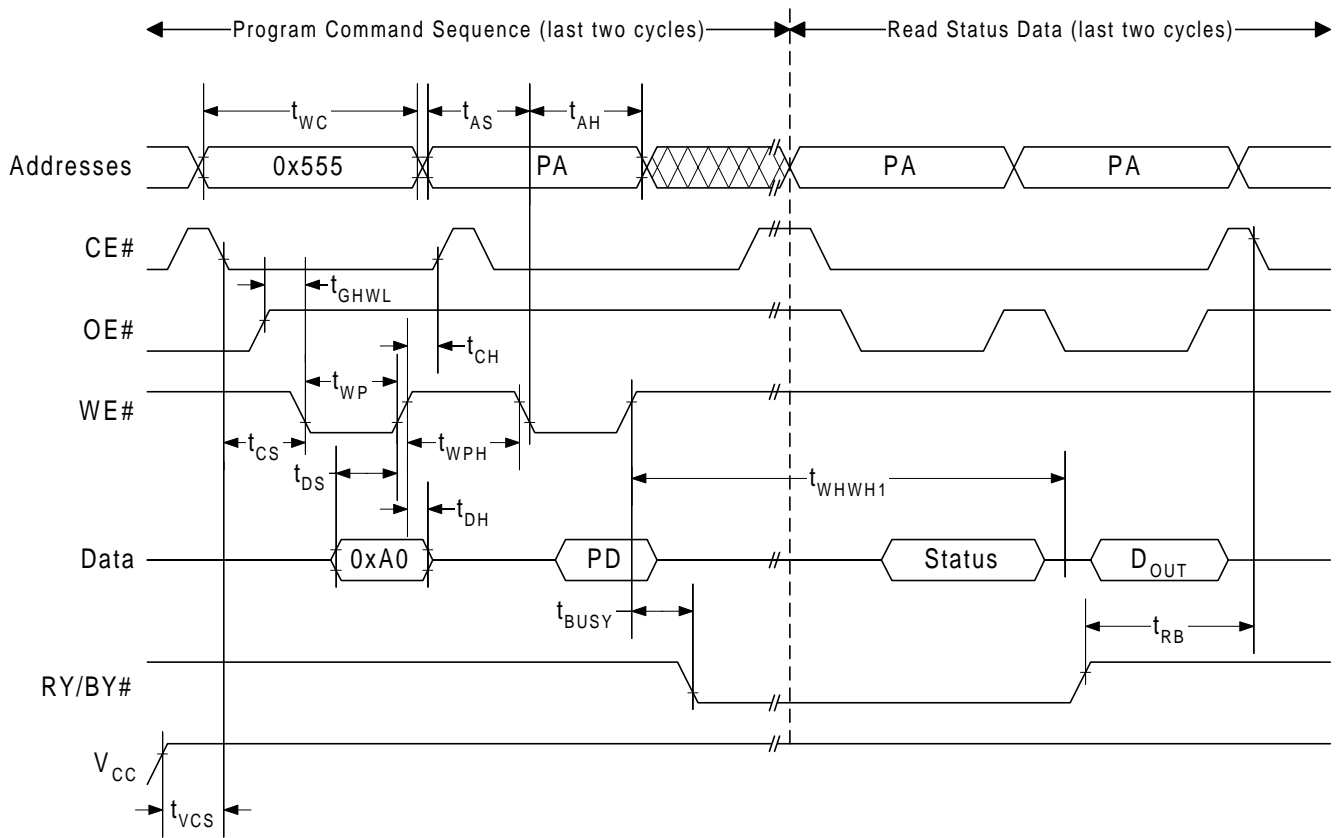 Program Command Sequence (last two cycles)
Read Status Data (last two cycles)
tWC
tAS
tAH
Addresses
0x555
PA
PA
PA
CE#
tGHWL
OE#
tCH
tWP
WE#
tCS
tWPH
tDS
tWHWH1
tDH
Data
0xA0
PD
Status
DOUT
tBUSY
tRB
RY/BY#
VCC
tVCS